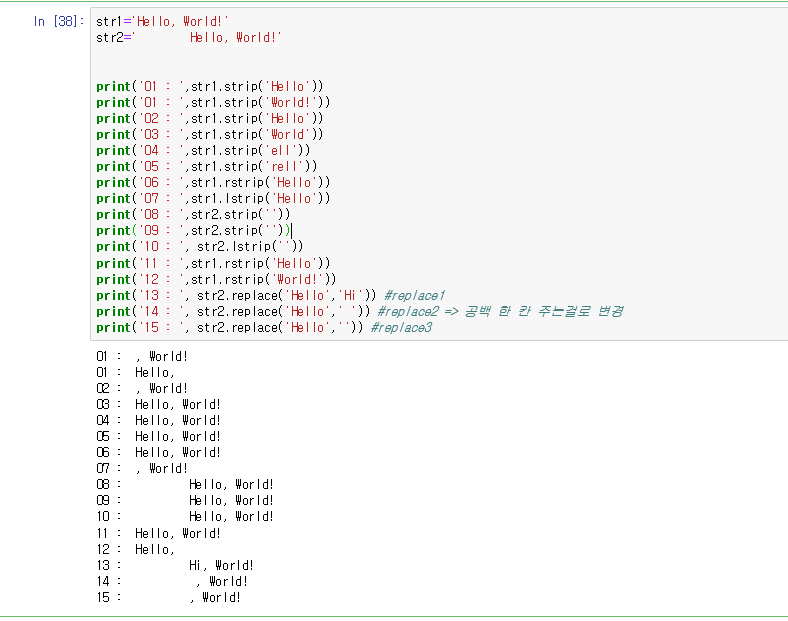 In [38]: str1='Hello, World!'
str2='        Hello, World!'
print('01 : ',str1.strip('Hello'))
print('01 : ',str1.strip('World!'))
print('02 : ',str1.strip('Hello'))
print('03 : ',str1.strip('World'))
print('04 : ',str1.strip('ell'))
print('05 : ',str1.strip('rell'))
print('06 : ',str1.rstrip('Hello'))
print('07 : ',str1.lstrip('Hello'))
print('08 : ',str2.strip(''))
print('09 : ',str2.strip(''))
print('10 : ', str2.lstrip(''))
print('11 : ',str1.rstrip('Hello'))
print('12 : ',str1.rstrip('World!'))
print('13 : ', str2.replace('Hello','Hi')) #replace1
print('14 : ', str2.replace('Hello',' ')) #replace2 => 공백 한 칸 주는걸로 변경
print('15 : ', str2.replace('Hello','')) #replace3
01 :  , World!
01 :  Hello,
02 :  , World!
03 :  Hello, World!
04 :  Hello, World!
05 :  Hello, World!
06 :  Hello, World!
07 :  , World!
08 :          Hello, World!
09 :          Hello, World!
10 :          Hello, World!
11 :  Hello, World!
12 :  Hello,
13 :          Hi, World!
14 :           , World!
15 :          , World!